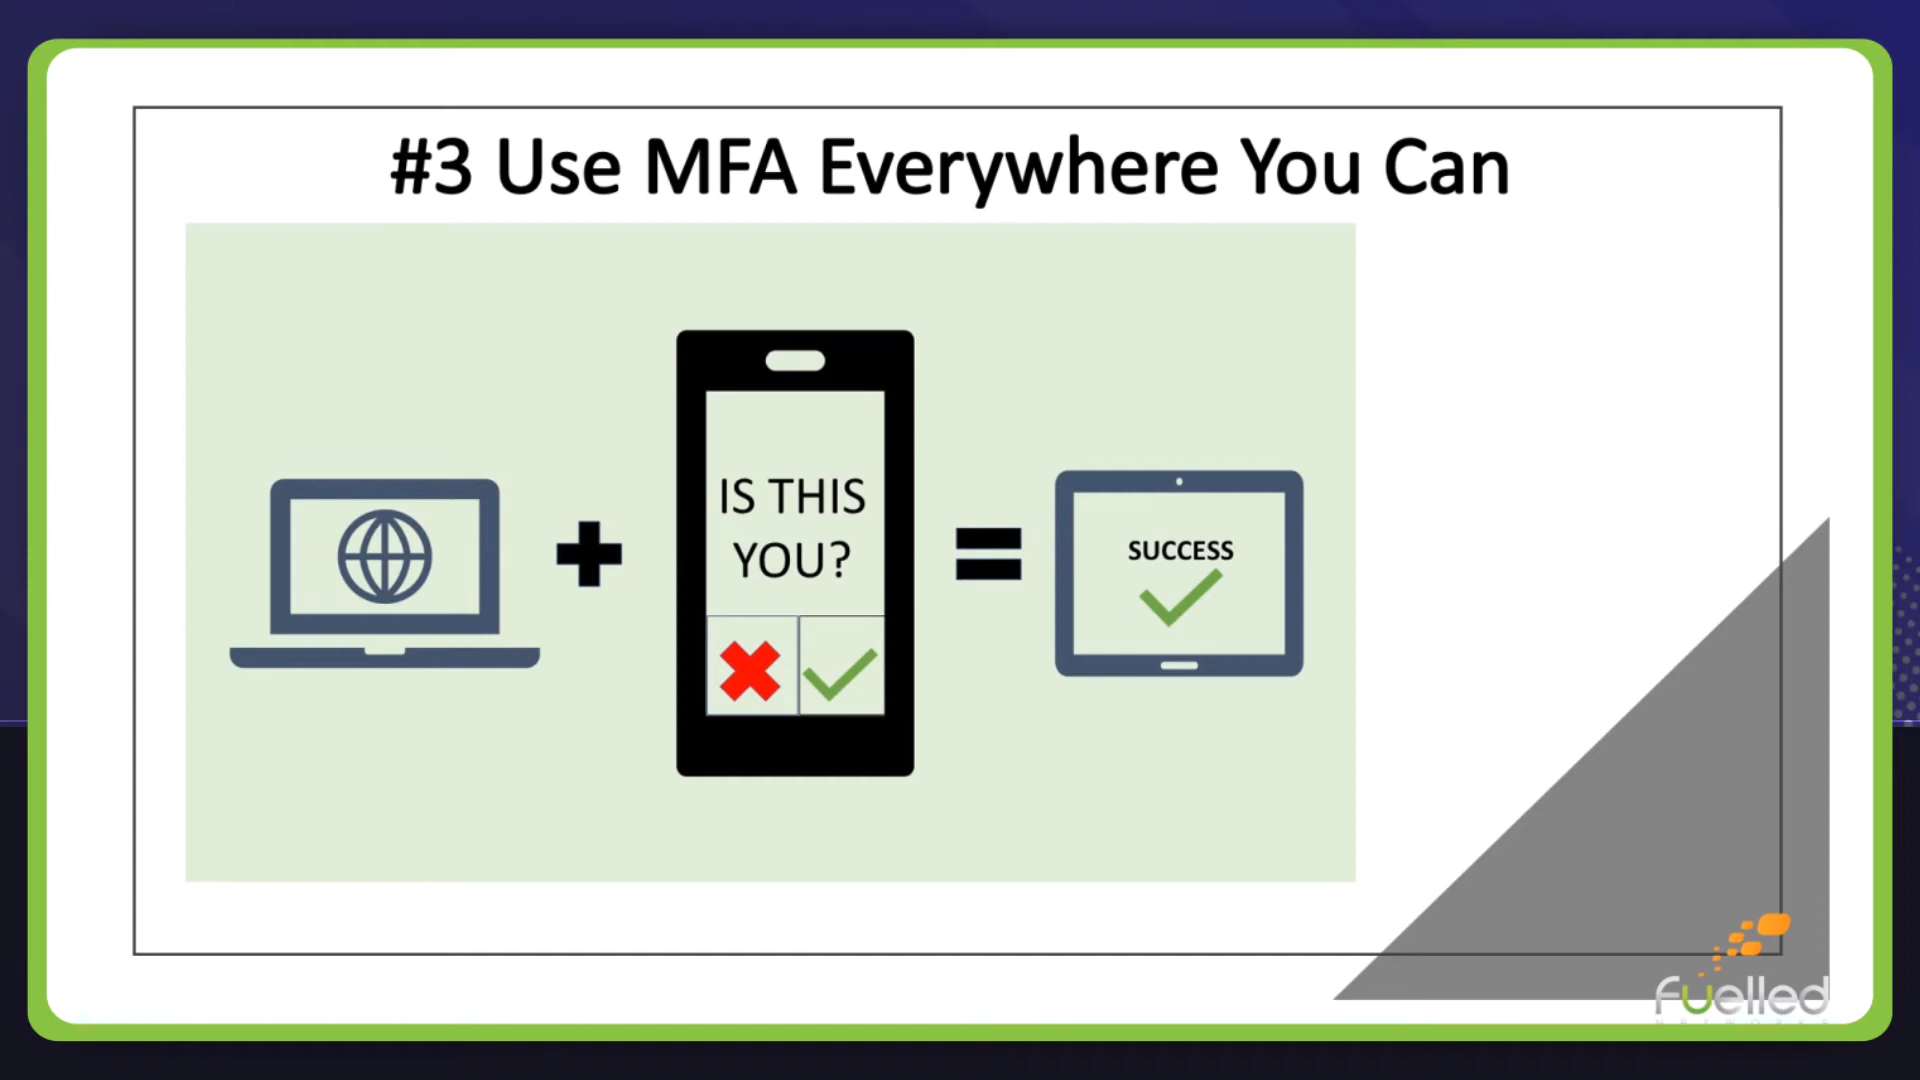 #3 Use MFA Everywhere You Can
IS THIS
YOU?
SUCCESS
fuelled